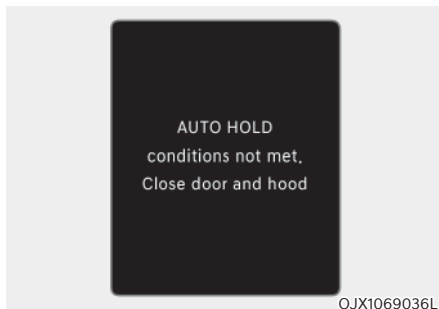 AUTO HOLD
conditions not met.
Close door and hood
OJX1069036L